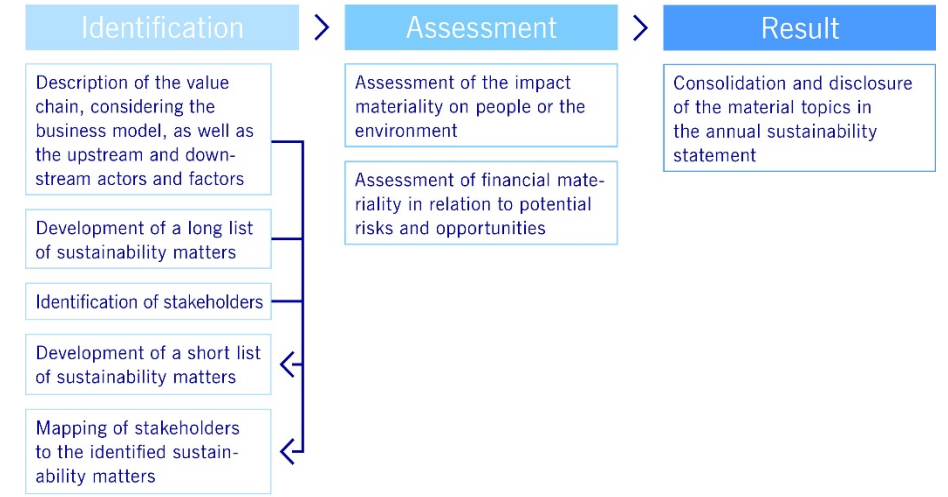 Identification
Description of the value
chain, considering the
business model, as well as
the upstream and down-
stream actors and factors
Development of a long list
of sustainability matters
Identification of stakeholders
Development of a short list
of sustainability matters
Mapping of stakeholders
to the identified sustain-
ability matters
Assessment
Assessment of the impact
materiality on people or the
environment
Assessment of financial mate-
riality in relation to potential
risks and opportunities
Result
Consolidation and disclosure
of the material topics in
the annual sustainability
statement